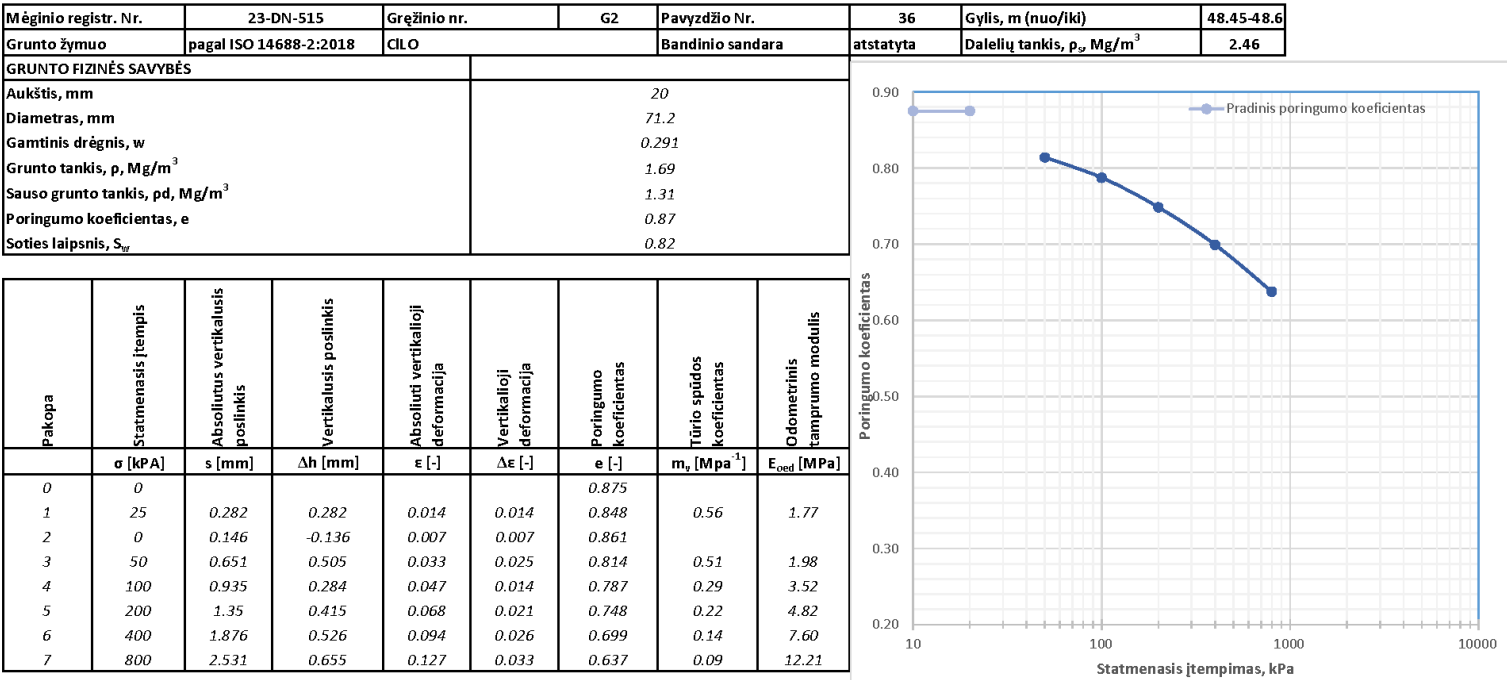 Mėginio registr. Nr. 23-DN-515 Gręžinio nr. G2 Pavyzdžio Nr. 36 Gylis, m (nuo/iki) 48.45-48.6
Grunto žymuo pagal ISO 14688-2:2018 ClLO Bandinio sandara atstatyta Dalelių tankis, ρs, Mg/m3 2.46
GRUNTO FIZINĖS SAVYBĖS
Aukštis, mm 20
Diametras, mm 71.2
Gamtinis drėgnis, w 0.291
Grunto tankis, ρ, Mg/m3 1.69
Sauso grunto tankis, ρd, Mg/m3 1.31
Poringumo koeficientas, e 0.87
Soties laipsnis, Sw 0.82
Pakopa
Statmenasis įtempis
Absoliutus vertikalusis
poslinkis
Vertikalusis poslinkis
Absoliuti vertikalioji
deformacija
Vertikalioji
deformacija
Poringumo
koeficientas
Tūrio spūdos
koeficientas
Odometrinis
tamprumo modulis
σ [kPA] s [mm] Δh [mm] ε [-] Δε [-] e [-] mv [Mpa-1] Eoed [MPa]
0 0 0.875
1 25 0.282 0.282 0.014 0.014 0.848 0.56 1.77
2 0 0.146 -0.136 0.007 0.007 0.861
3 50 0.651 0.505 0.033 0.025 0.814 0.51 1.98
4 100 0.935 0.284 0.047 0.014 0.787 0.29 3.52
5 200 1.35 0.415 0.068 0.021 0.748 0.22 4.82
6 400 1.876 0.526 0.094 0.026 0.699 0.14 7.60
7 800 2.531 0.655 0.127 0.033 0.637 0.09 12.21
Pradinis poringumo koeficientas
Poringumo koeficientas
0.90
0.80
0.70
0.60
0.50
0.40
0.30
0.20
10 100 1000 10000
Statmenasis įtempimas, kPa